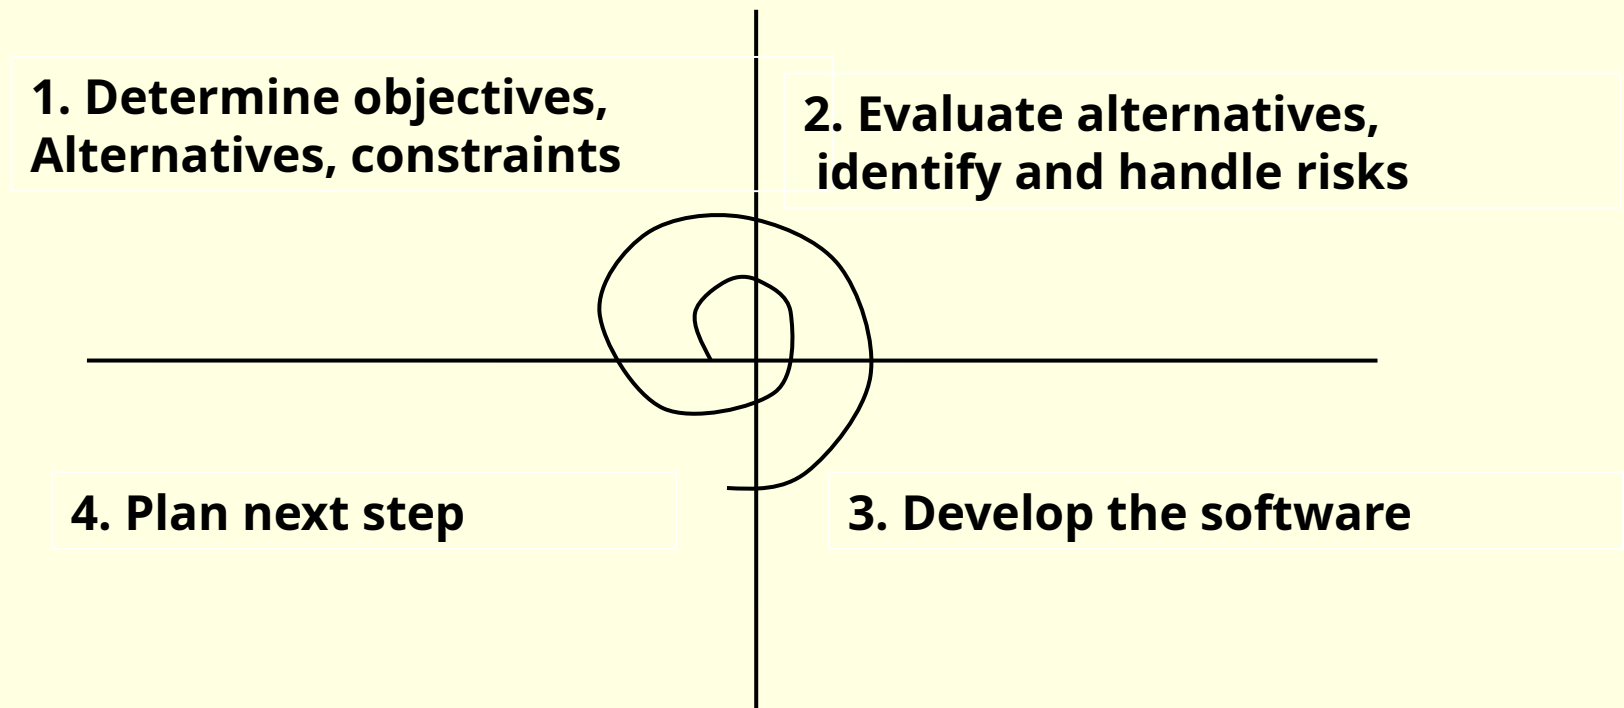 1. Determine objectives,
Alternatives, constraints
2. Evaluate alternatives,
identify and handle risks
4. Plan next step
3. Develop the software